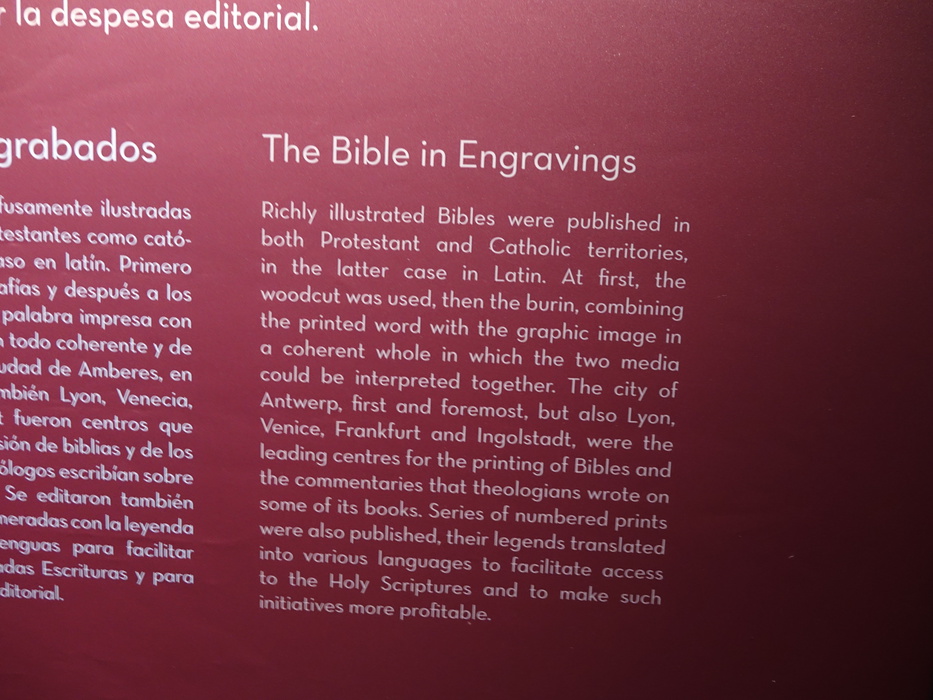 la despesa editorial.
grabados
fusamente ilustradas
testantes como cató-
aso en latín. Primero
afías y después a los
palabra impresa con
todo coherente y de
udad de Amberes, en
mbién Lyon, Venecia,
fueron centros que
sión de biblias y de los
ólogos escribían sobre
Se editaron también
meradas con la leyenda
enguas para facilitar
adas Escrituras y para
ditorial.
The Bible in Engravings
Richly illustrated Bibles were published in
both Protestant and Catholic territories,
in the latter case in Latin. At first, the
woodcut was used, then the burin, combining
the printed word with the graphic image in
a coherent whole in which the two media
could be interpreted together. The city of
Antwerp, first and foremost, but also Lyon,
Venice, Frankfurt and Ingolstadt, were the
leading centres for the printing of Bibles and
the commentaries that theologians wrote on
some of its books. Series of numbered prints
were also published, their legends translated
into various languages to facilitate access
to the Holy Scriptures and to make such
initiatives more profitable.